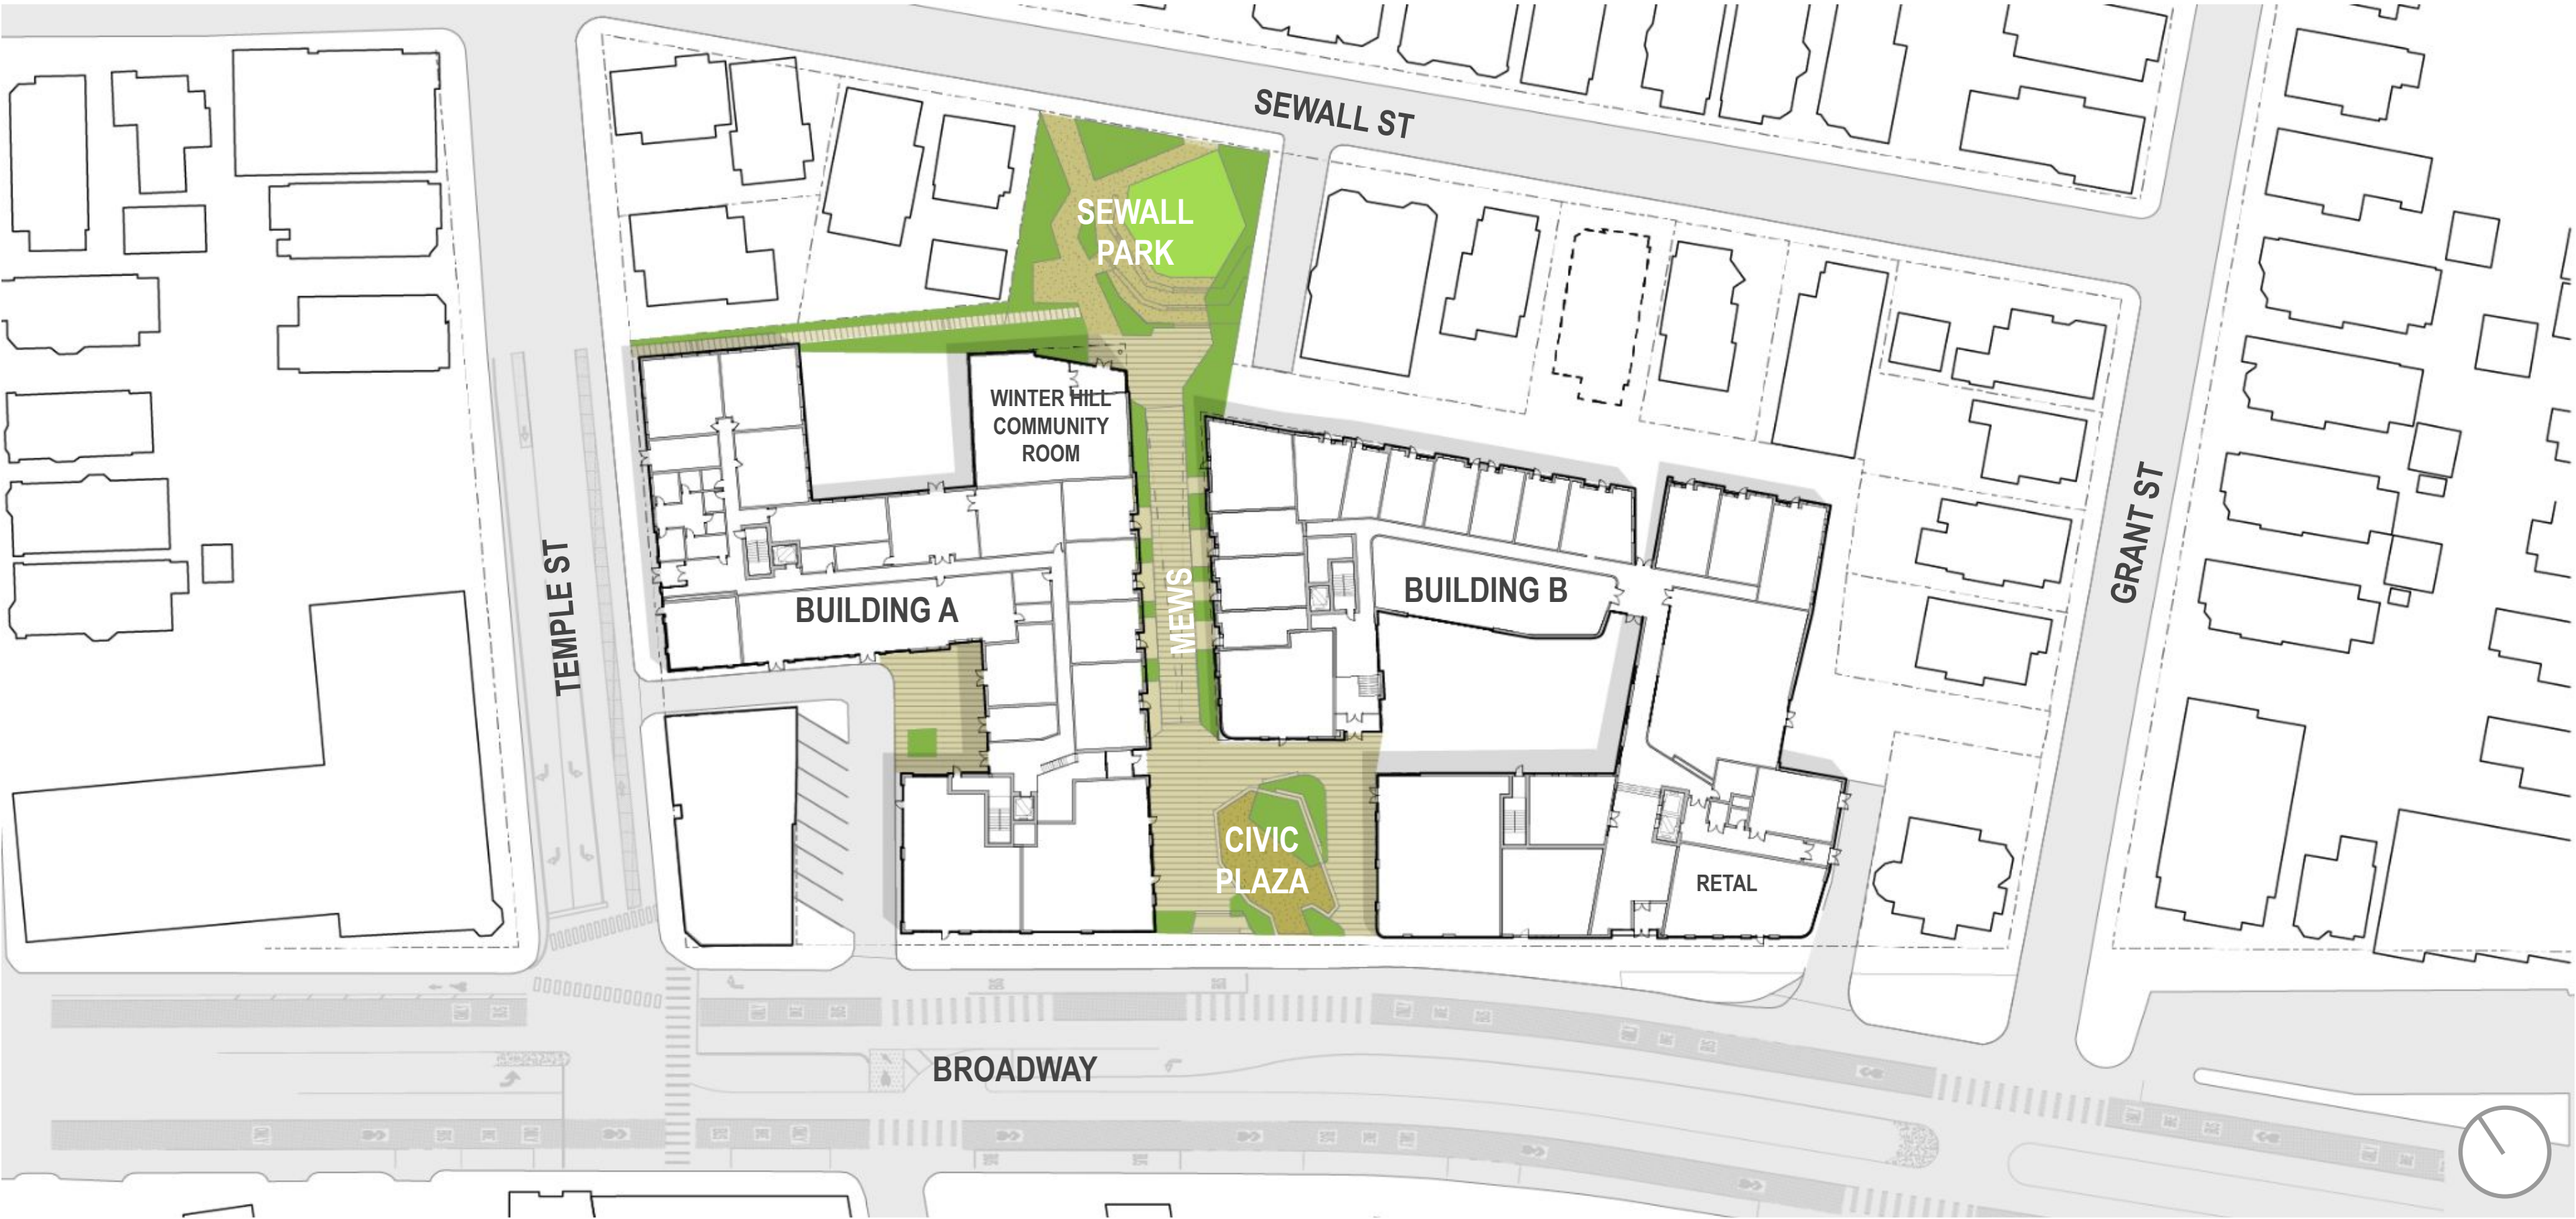 SEWALL ST
SEWALL
PARK
WINTER HILL
COMMUNITY
ROOM
TEMPLE ST
BUILDING A
MEWS
BUILDING B
GRANT ST
CIVIC
PLAZA
RETAL
BROADWAY